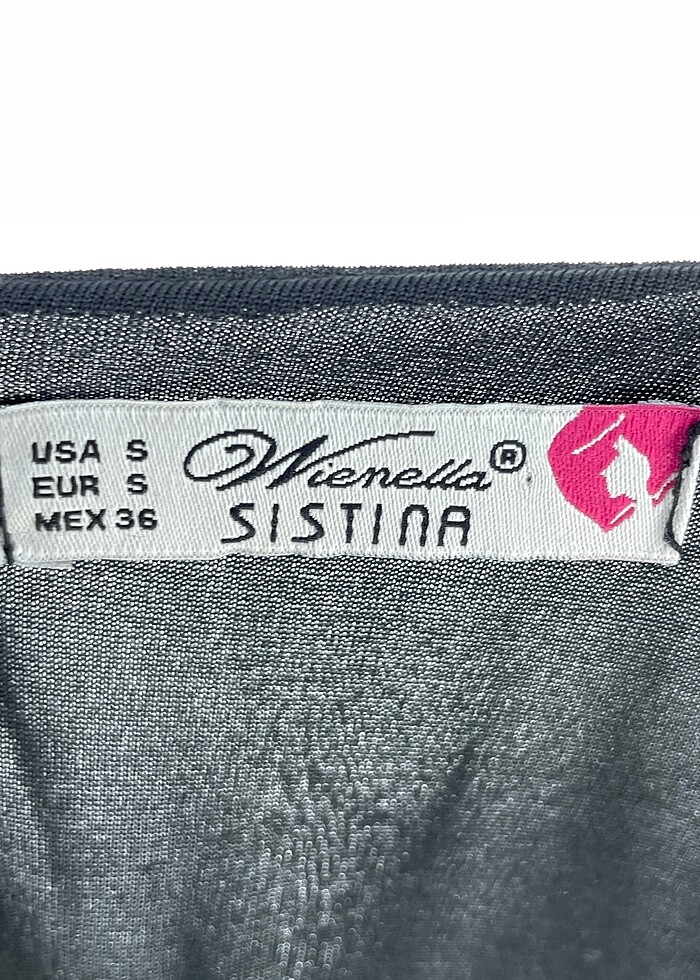 USA S
EUR S
MEX 36
Wienella®
SISTINA